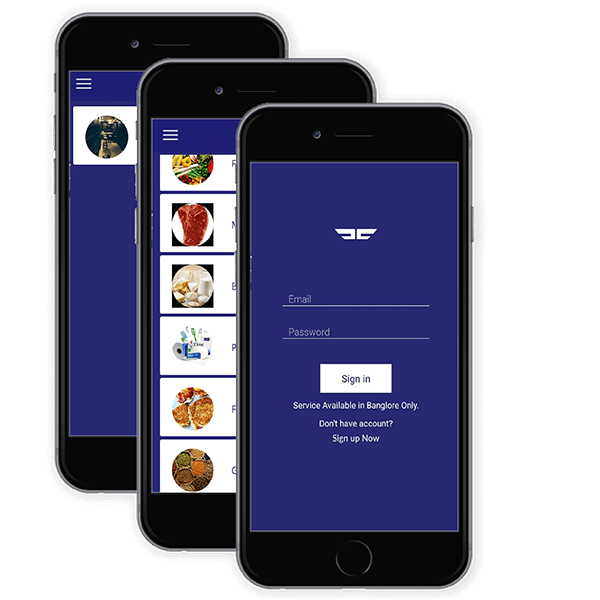 Email
Password
Sign in
Service Available in Banglore Only.
Don't have account?
Sign up Now